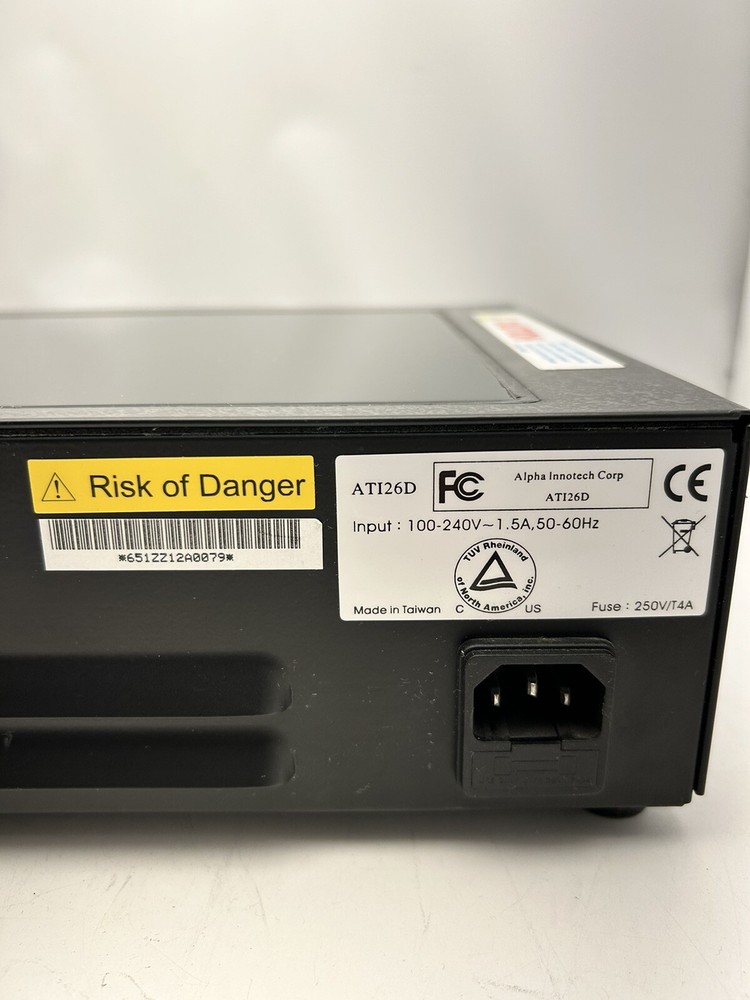 Risk of Danger
*651ZZ12A0079*
ATI26D
FC
Alpha Innotech Corp
ATI26D
CE
Input : 100-240V~1.5A,50-60Hz
TÜV Rheinland
of North America, inc.
C US
Made in Taiwan
Fuse : 250V/T4A